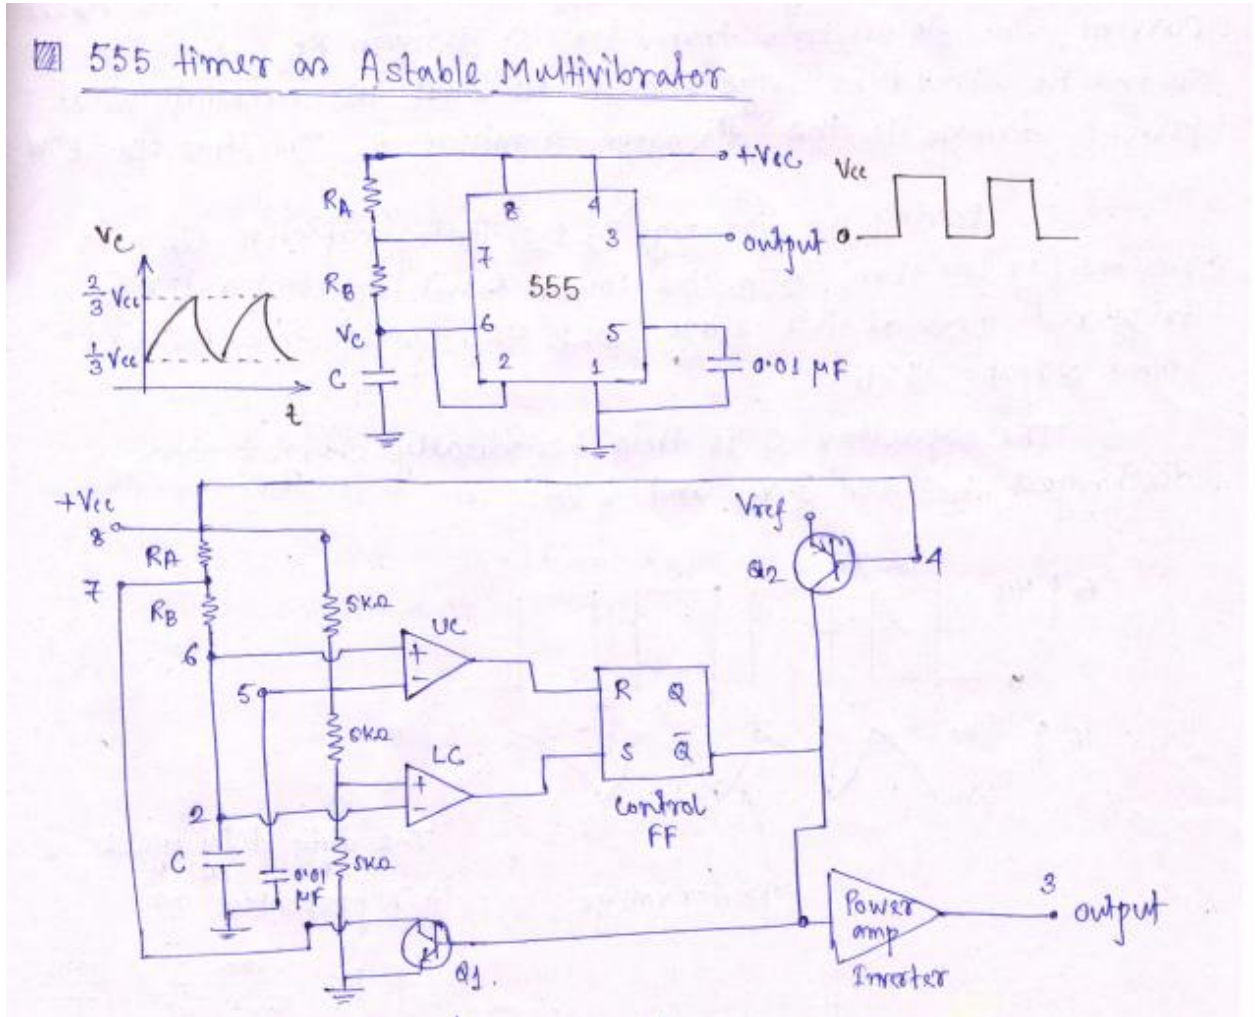 555 timer as Astable Multivibrator
+Vcc
Vcc
RA
8
4
3
output
7
Vc
2/3 Vcc
RB
555
6
5
1/3 Vcc
Vc
2
1
C
0.01 μF
t
+Vcc
8
Vref
RA
Q2
4
7
RB
5kΩ
UC
6
+
-
5
R Q
5kΩ
S Q̄
LC
+
-
2
control
FF
C
0.01
μF
5kΩ
3
Power
amp
output
Q1.
Inverter